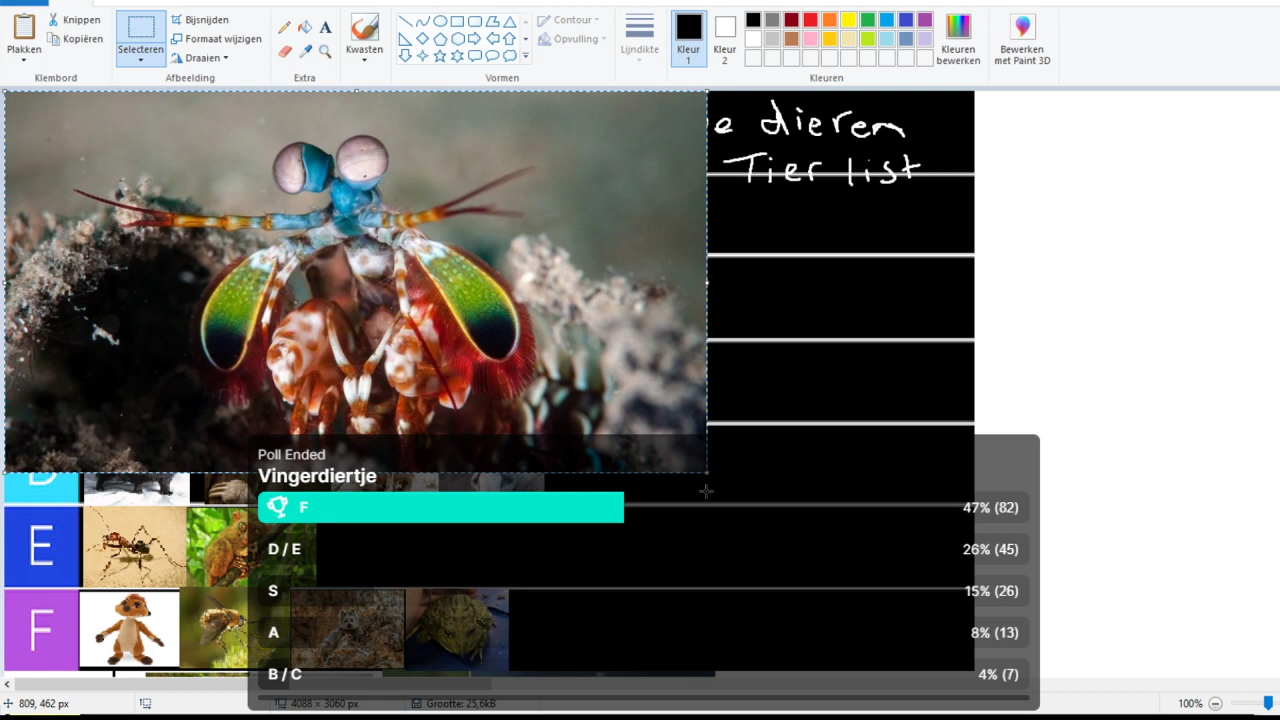 Plakken
Knippen
Kopiëren
Klembord
Selecteren
Bijsnijden
Formaat wijzigen
Draaien
Afbeelding
A
Extra
Kwasten
Contour
Opvulling
Vormen
Lijndikte
Kleur
1
Kleur
2
Kleuren
bewerken
Kleuren
Bewerken
met Paint 3D
e dieren
Tier list
D
E
F
Poll Ended
Vingerdiertje
F 47% (82)
D / E 26% (45)
S 15% (26)
A 8% (13)
B / C 4% (7)
809, 462 px
4088 × 3060 px
Grootte: 25,6kB
100%